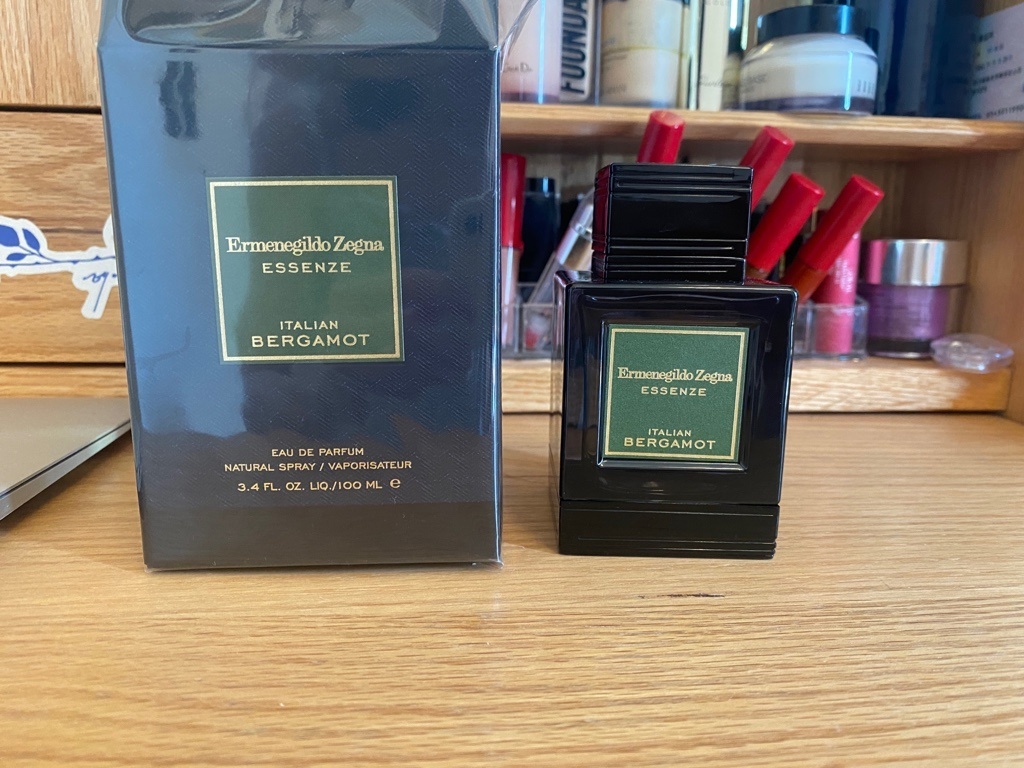 Ermenegildo Zegna
ESSENZE
ITALIAN
BERGAMOT
EAU DE PARFUM
NATURAL SPRAY / VAPORISATEUR
3.4 FL. OZ. LIQ./100 ML ℮
Ermenegildo Zegna
ESSENZE
ITALIAN
BERGAMOT